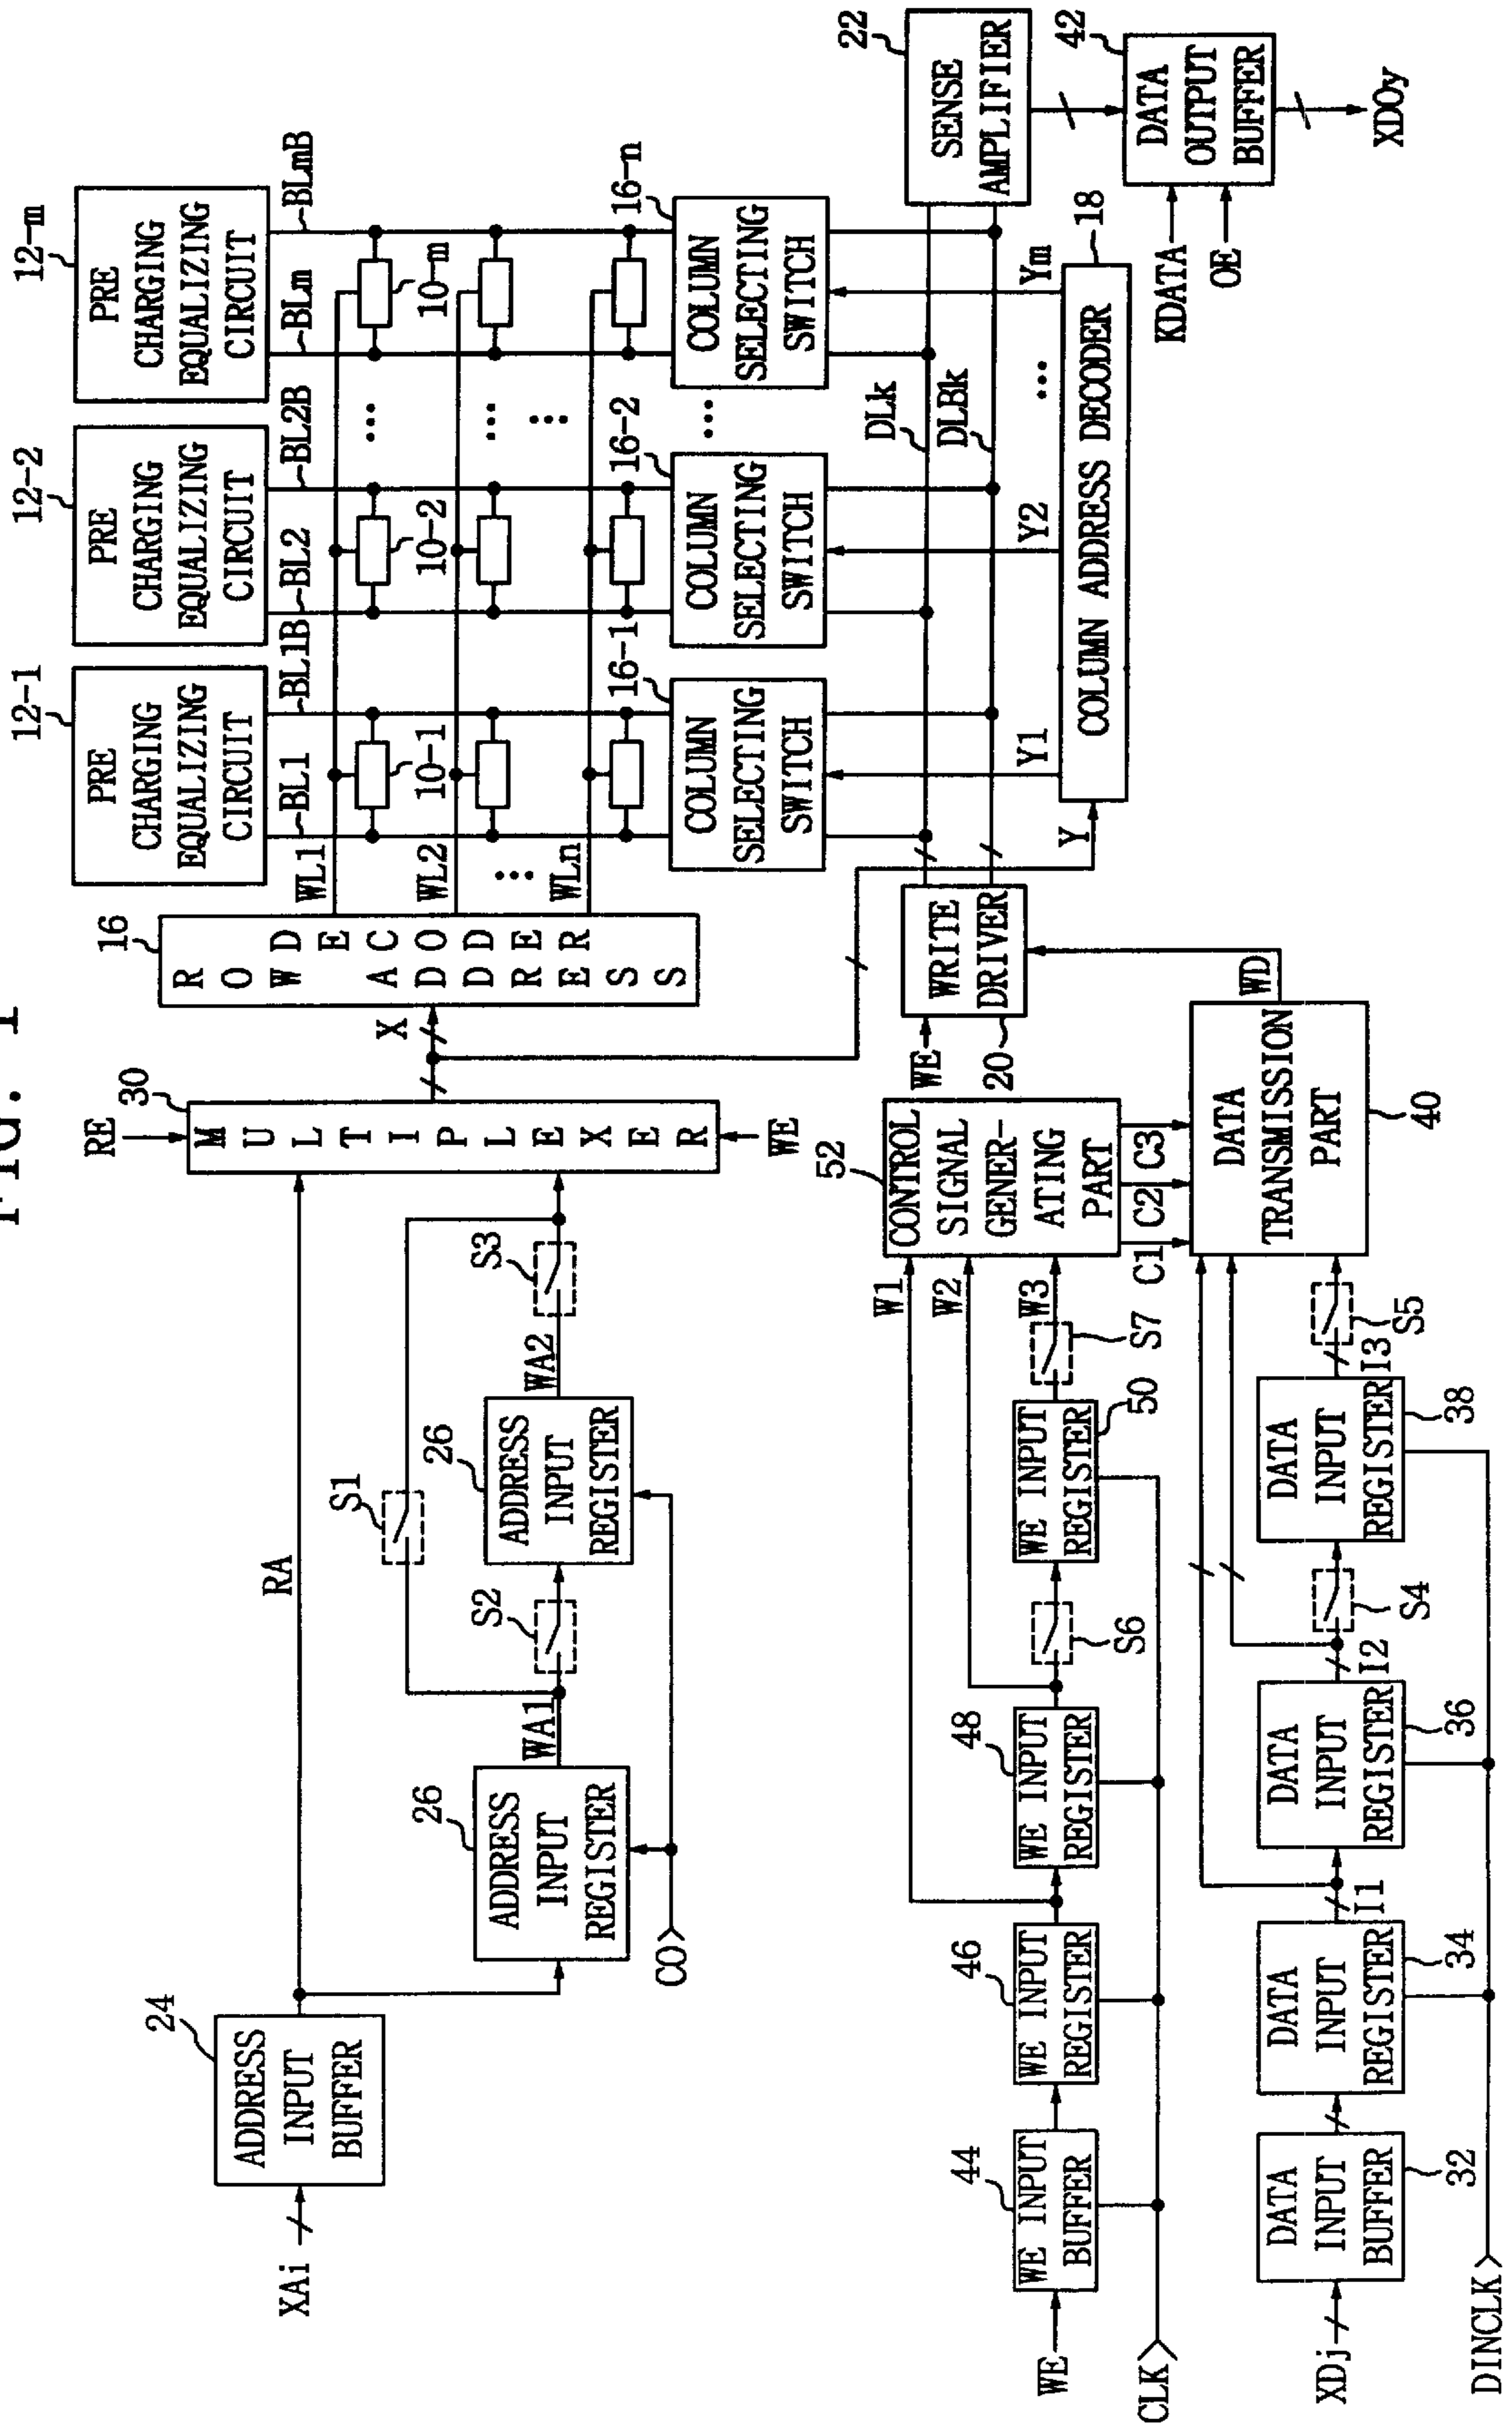 FIG. 1
12-1
PRE
CHARGING
EQUALIZING
CIRCUIT
12-2
PRE
CHARGING
EQUALIZING
CIRCUIT
12-m
PRE
CHARGING
EQUALIZING
CIRCUIT
BL1
BL1B
BL2
BL2B
BLm
BLmB
WL1
WL2
WLn
10-1
10-2
10-m
...
...
...
...
...
16
ROW ADDRESS
DECODER
X
30
RE
MULTIPLEXER
WE
RA
24
ADDRESS
INPUT
BUFFER
XAi
26
ADDRESS
INPUT
REGISTER
WA1
S1
S2
26
ADDRESS
INPUT
REGISTER
WA2
S3
CO
16-1
COLUMN
SELECTING
SWITCH
16-2
COLUMN
SELECTING
SWITCH
...
16-n
COLUMN
SELECTING
SWITCH
DLk
DLBk
22
SENSE
AMPLIFIER
Y
Y1
Y2
...
Ym
COLUMN ADDRESS DECODER
18
KDATA
OE
42
DATA
OUTPUT
BUFFER
XDOy
WE
WRITE
DRIVER
20
WD
52
CONTROL
SIGNAL
GENER-
ATING
PART
W1
W2
W3
C1
C2
C3
WE
44
WE INPUT
BUFFER
46
WE INPUT
REGISTER
48
WE INPUT
REGISTER
S6
WE INPUT
REGISTER
50
S7
CLK
XDj
DATA
INPUT
BUFFER
32
DATA
INPUT
REGISTER
34
I1
DATA
INPUT
REGISTER
36
I2
S4
DATA
INPUT
REGISTER
38
I3
S5
DATA
TRANSMISSION
PART
40
DINCLK